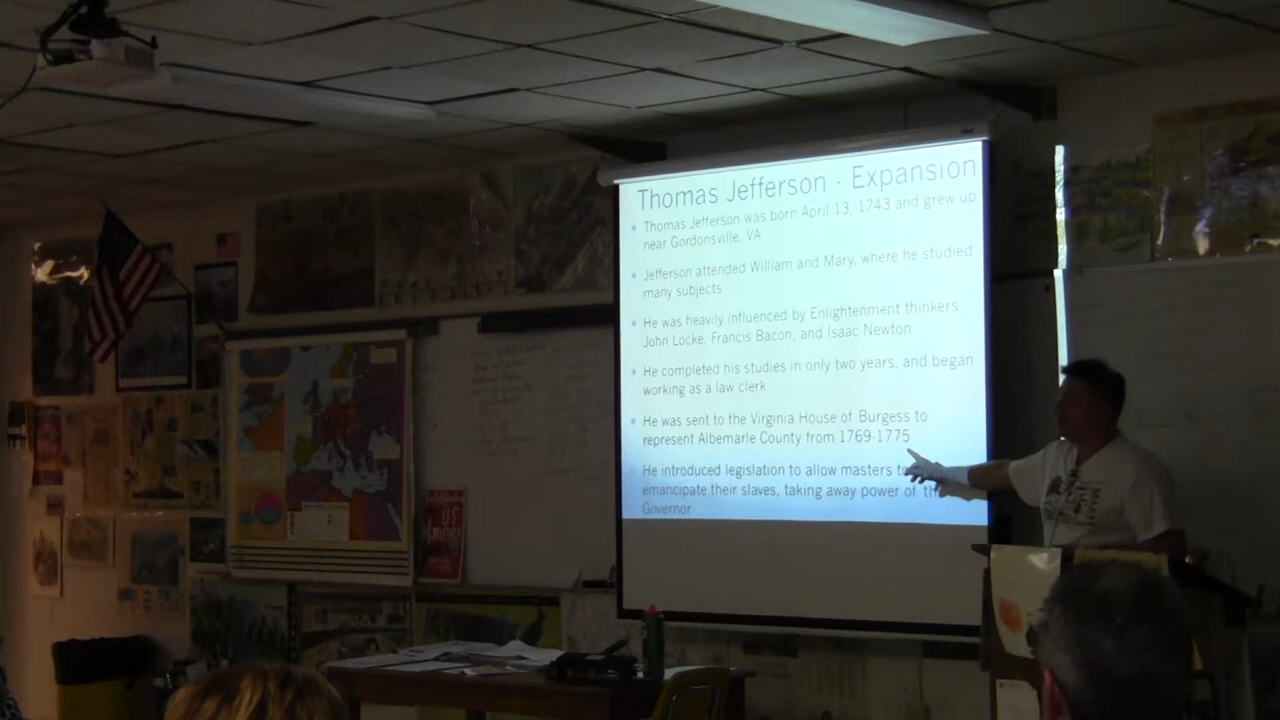 Thomas Jefferson - Expansion
• Thomas Jefferson was born April 13, 1743 and grew up
near Gordonsville, VA
• Jefferson attended William and Mary, where he studied
many subjects
• He was heavily influenced by Enlightenment thinkers
John Locke, Francis Bacon, and Isaac Newton
• He completed his studies in only two years, and began
working as a law clerk
• He was sent to the Virginia House of Burgess to
represent Albemarle County from 1769-1775
He introduced legislation to allow masters to
emancipate their slaves, taking away power of the
Governor
US